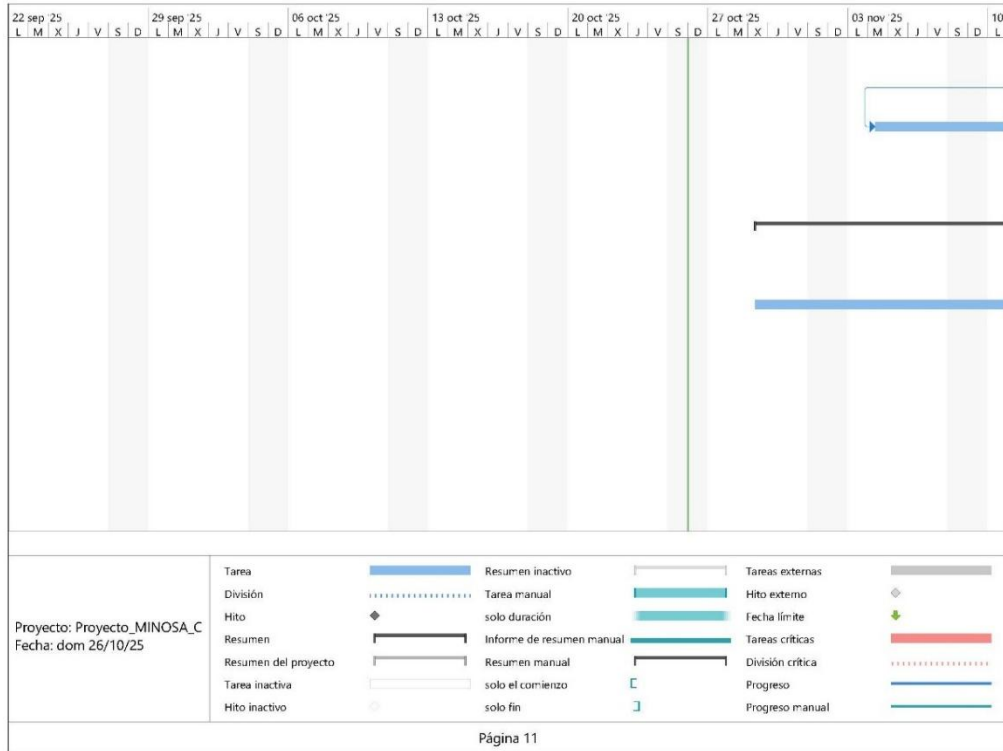 22 sep '25 29 sep '25 06 oct '25 13 oct '25 20 oct '25 27 oct '25 03 nov '25 10
L M X J V S D L M X J V S D L M X J V S D L M X J V S D L M X J V S D L M X J V S D L M X J V S D L
Proyecto: Proyecto_MINOSA_C
Fecha: dom 26/10/25
Tarea
División
Hito
Resumen
Resumen del proyecto
Tarea inactiva
Hito inactivo
Resumen inactivo
Tarea manual
solo duración
Informe de resumen manual
Resumen manual
solo el comienzo
solo fin
Tareas externas
Hito externo
Fecha límite
Tareas críticas
División crítica
Progreso
Progreso manual
Página 11